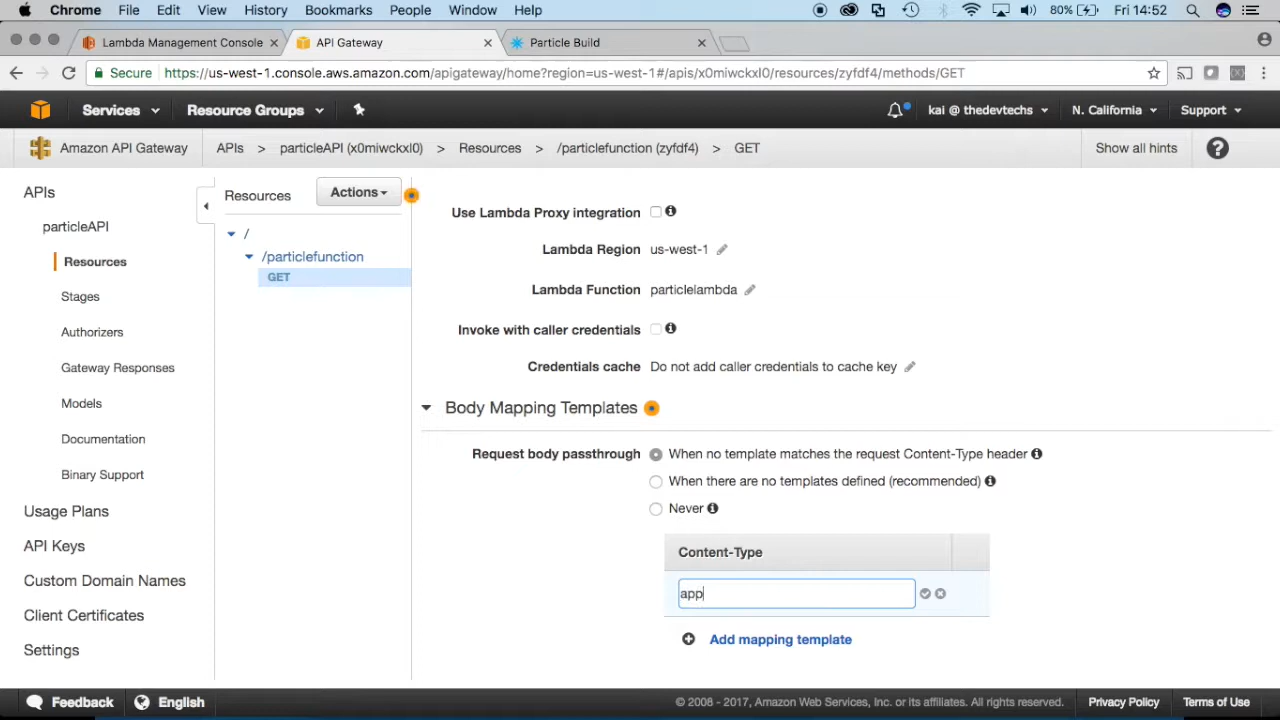 Chrome File Edit View History Bookmarks People Window Help 80% Fri 14:52
Lambda Management Console API Gateway Particle Build
Secure https://us-west-1.console.aws.amazon.com/apigateway/home?region=us-west-1#/apis/x0miwckxl0/resources/zyfdf4/methods/GET
Services Resource Groups kai @ thedevtechs N. California Support
Amazon API Gateway APIs > particleAPI (x0miwckxl0) > Resources > /particlefunction (zyfdf4) > GET Show all hints ?
APIs
particleAPI
Resources
Stages
Authorizers
Gateway Responses
Models
Documentation
Binary Support
Usage Plans
API Keys
Custom Domain Names
Client Certificates
Settings
Resources Actions
/
/particlefunction
GET
Use Lambda Proxy integration
Lambda Region us-west-1
Lambda Function particlelambda
Invoke with caller credentials
Credentials cache Do not add caller credentials to cache key
Body Mapping Templates
Request body passthrough When no template matches the request Content-Type header
When there are no templates defined (recommended)
Never
Content-Type
app
Add mapping template
Feedback English © 2008 - 2017, Amazon Web Services, Inc. or its affiliates. All rights reserved. Privacy Policy Terms of Use